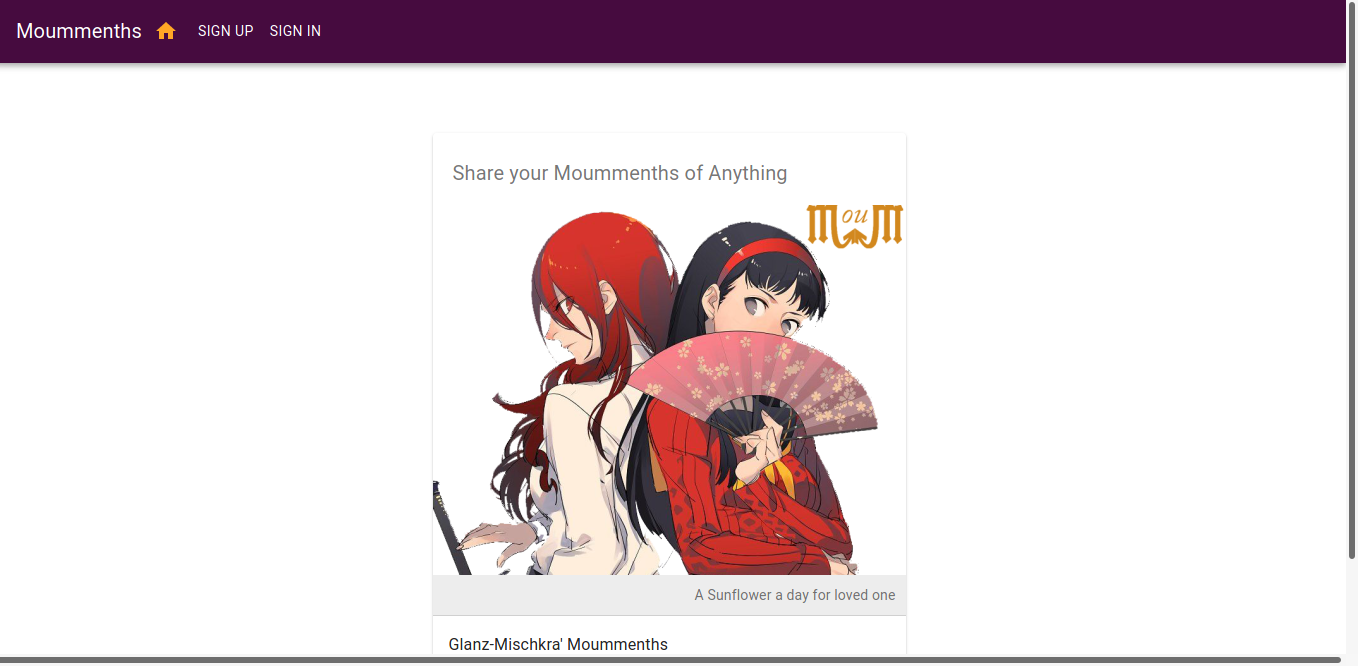 Moummenths SIGN UP SIGN IN
Share your Moummenths of Anything
MouM
A Sunflower a day for loved one
Glanz-Mischkra' Moummenths